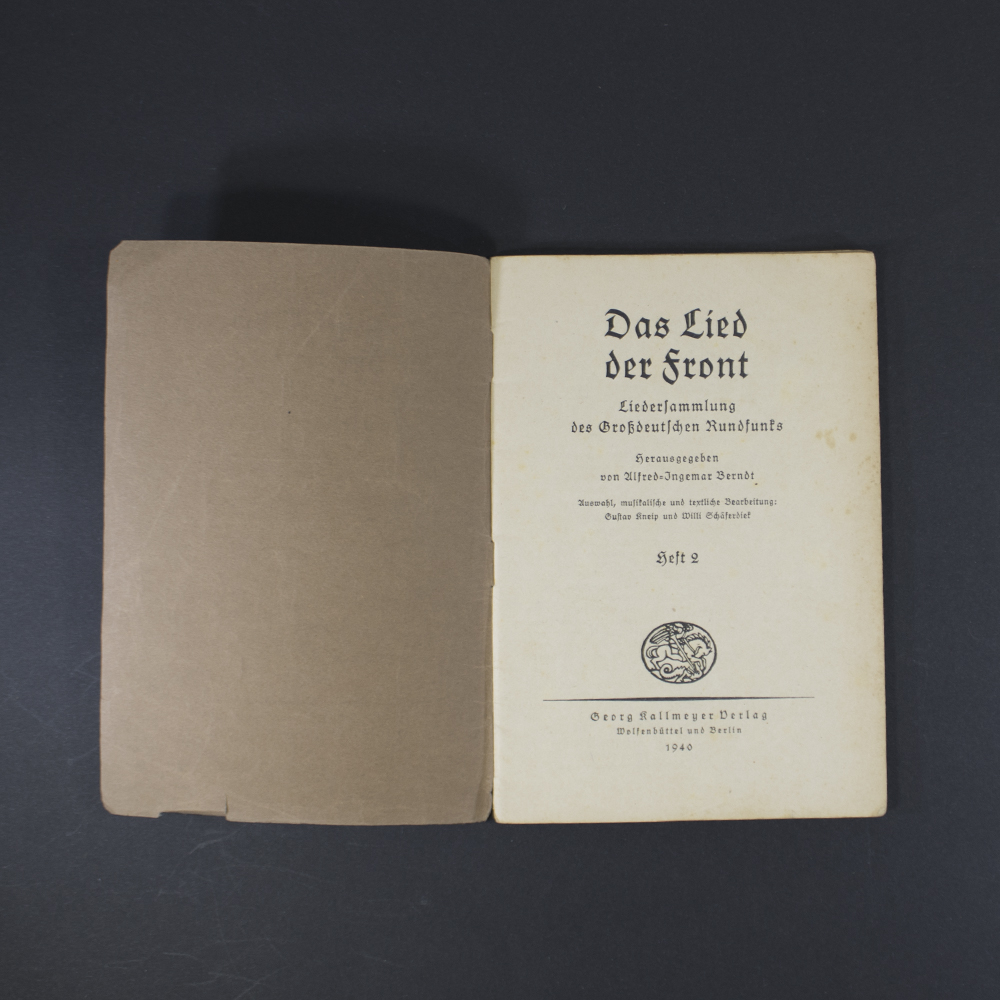 Das Lied
der Front
Liedersammlung
des Großdeutschen Rundfunks
Herausgegeben
von Alfred-Ingemar Berndt
Auswahl, musikalische und textliche Bearbeitung:
Gustav Kneip und Willi Schäferdiek
Heft 2
Georg Kallmeyer Verlag
Wolfenbüttel und Berlin
1940